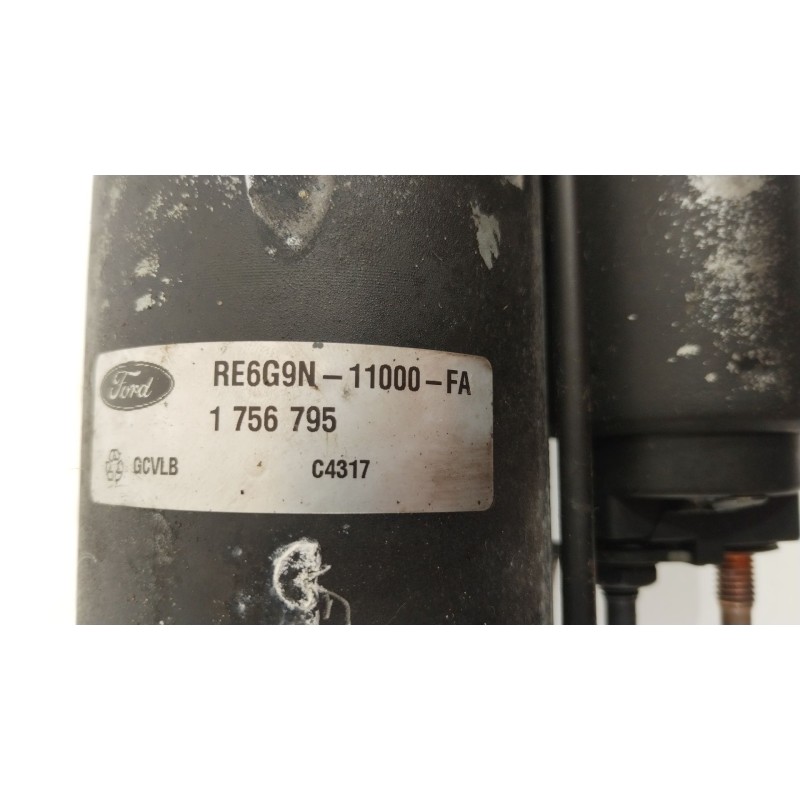 Ford
RE6G9N-11000-FA
1 756 795
GCVLB C4317